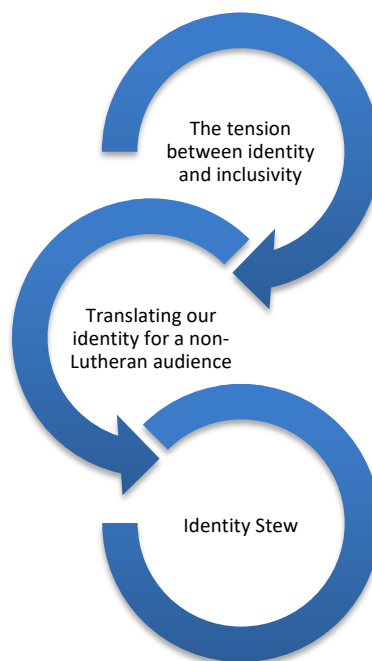 The tension
between identity
and inclusivity
Translating our
identity for a non-
Lutheran audience
Identity Stew